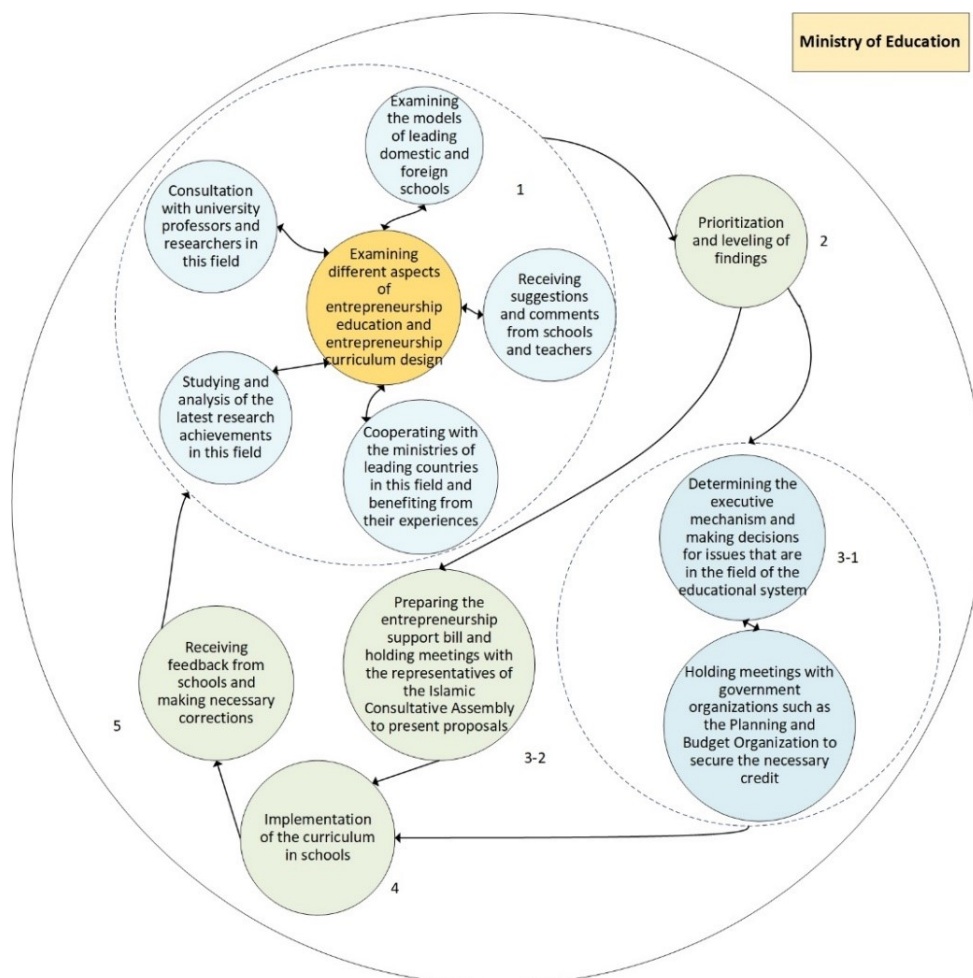 Ministry of Education
Examining
the models
of leading
domestic and
foreign
schools
1
Consultation
with university
professors and
researchers in
this field
Examining
different aspects
of
entrepreneurship
education and
entrepreneurship
curriculum design
Receiving
suggestions
and comments
from schools
and teachers
Studying and
analysis of the
latest research
achievements
in this field
Cooperating with
the ministries of
leading countries
in this field and
benefiting from
their experiences
Prioritization
and leveling of
findings
2
Determining the
executive
mechanism and
making decisions
for issues that are
in the field of the
educational system
3-1
Holding meetings with
government
organizations such as
the Planning and
Budget Organization to
secure the necessary
credit
Preparing the
entrepreneurship
support bill and
holding meetings with
the representatives of
the Islamic
Consultative Assembly
to present proposals
3-2
Implementation
of the curriculum
in schools
4
Receiving
feedback from
schools and
making necessary
corrections
5